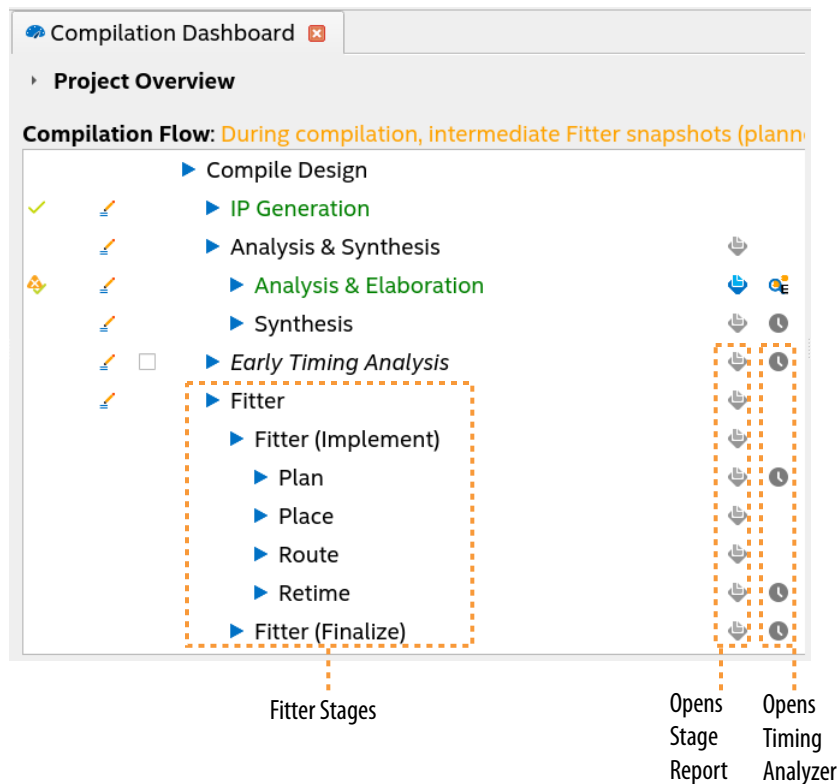 Compilation Dashboard
Project Overview
Compilation Flow: During compilation, intermediate Fitter snapshots (planne
Compile Design
IP Generation
Analysis & Synthesis
Analysis & Elaboration
E
Synthesis
Early Timing Analysis
Fitter
Fitter (Implement)
Plan
Place
Route
Retime
Fitter (Finalize)
Fitter Stages
Opens
Stage
Report
Opens
Timing
Analyzer